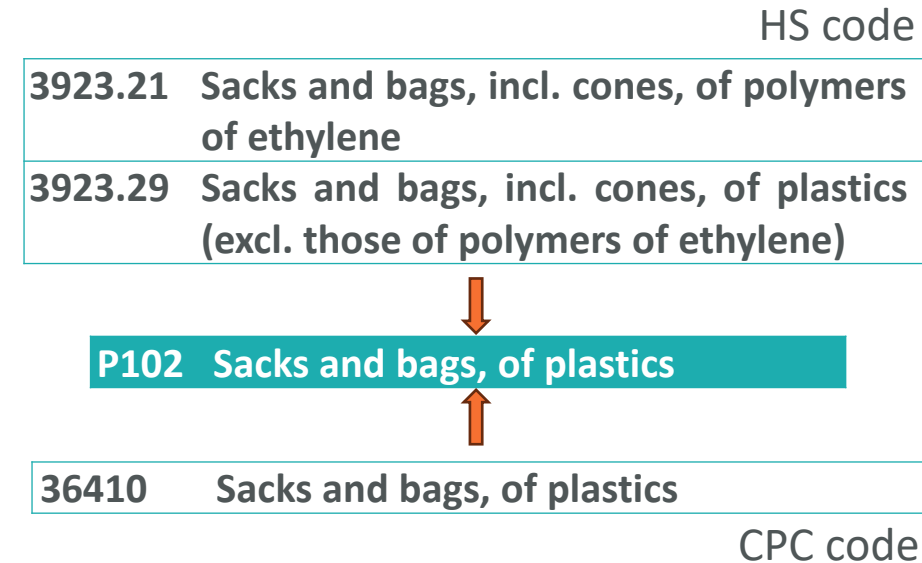 HS code
3923.21 Sacks and bags, incl. cones, of polymers
of ethylene
3923.29 Sacks and bags, incl. cones, of plastics
(excl. those of polymers of ethylene)
P102 Sacks and bags, of plastics
36410 Sacks and bags, of plastics
CPC code